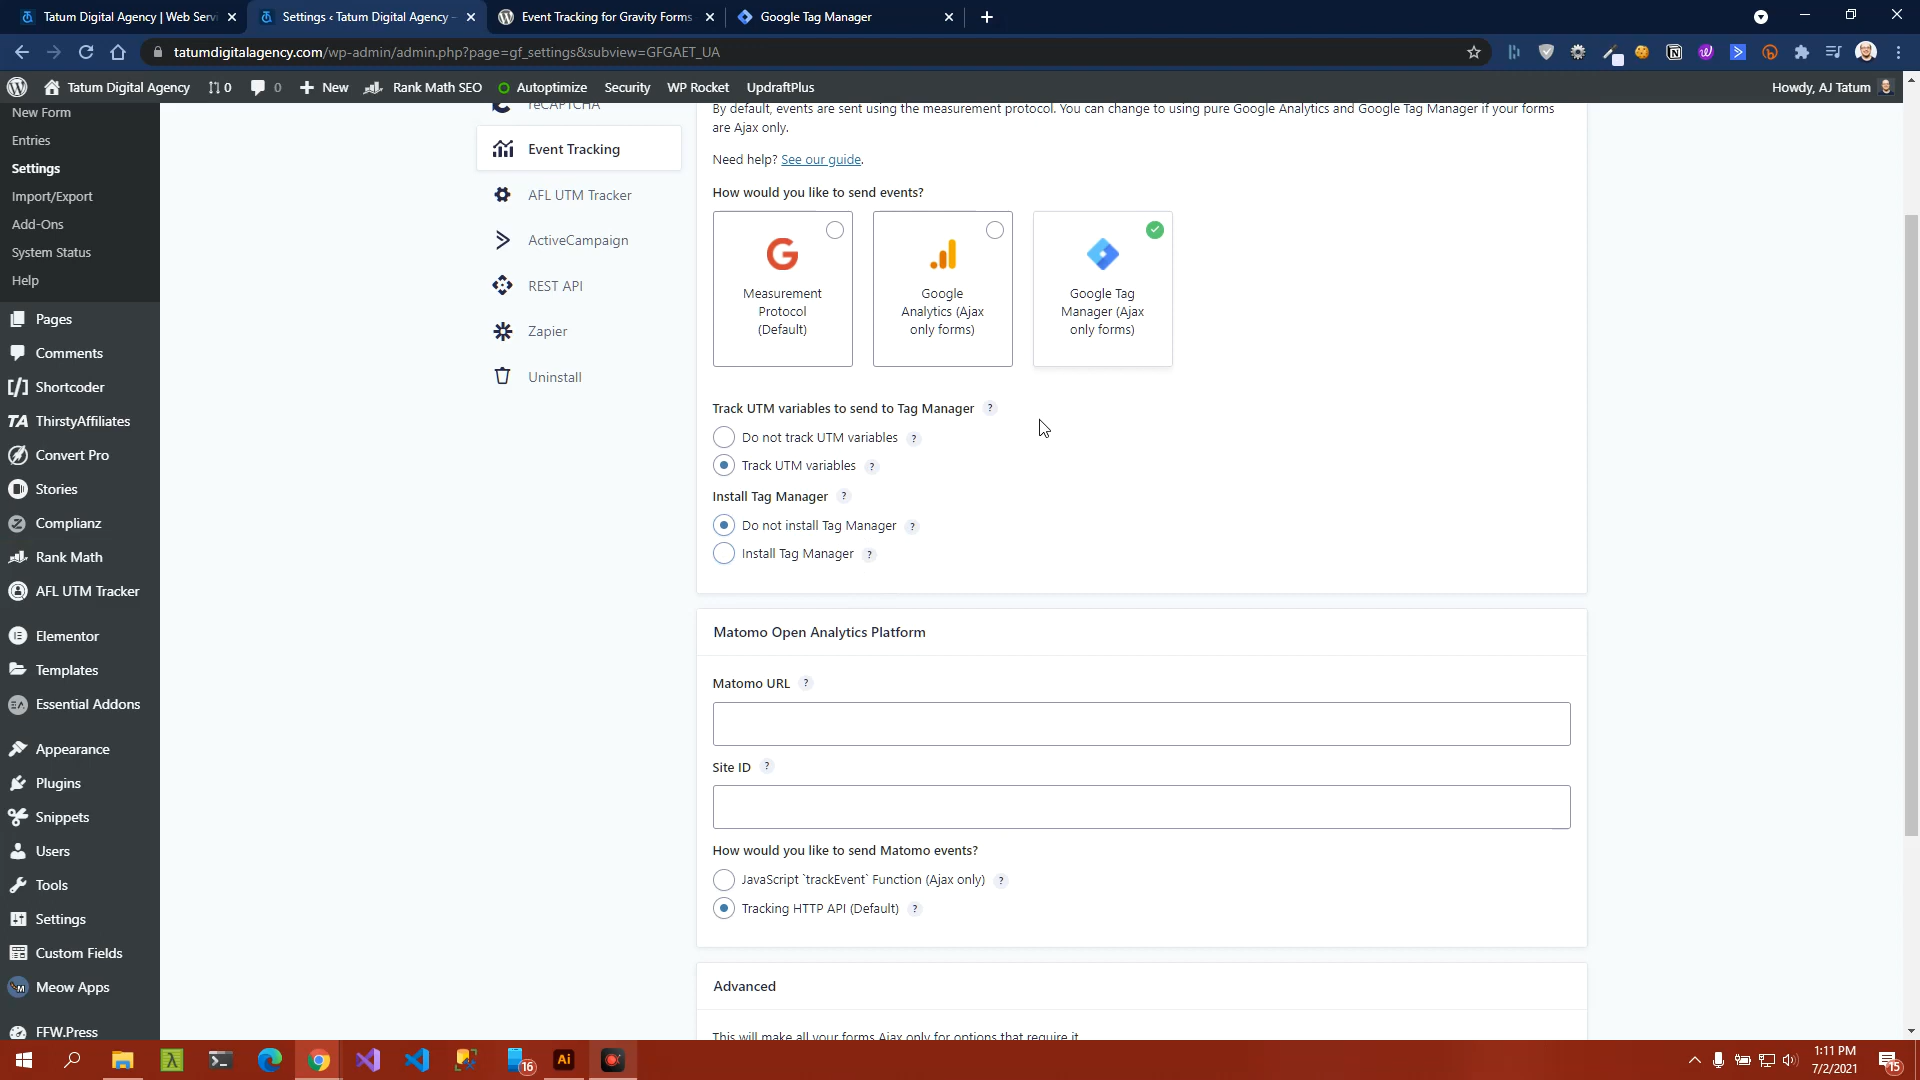 Tatum Digital Agency | Web Servi
Settings ‹ Tatum Digital Agency -
Event Tracking for Gravity Forms
Google Tag Manager
tatumdigitalagency.com/wp-admin/admin.php?page=gf_settings&subview=GFGAET_UA
Tatum Digital Agency
0
0
New
Rank Math SEO
Autoptimize
Security
WP Rocket
UpdraftPlus
Howdy, AJ Tatum
New Form
Entries
Settings
Import/Export
Add-Ons
System Status
Help
Pages
Comments
Shortcoder
ThirstyAffiliates
Convert Pro
Stories
Complianz
Rank Math
AFL UTM Tracker
Elementor
Templates
Essential Addons
Appearance
Plugins
Snippets
Users
Tools
Settings
Custom Fields
Meow Apps
FFW.Press
reCAPTCHA
Event Tracking
AFL UTM Tracker
ActiveCampaign
REST API
Zapier
Uninstall
By default, events are sent using the measurement protocol. You can change to using pure Google Analytics and Google Tag Manager if your forms
are Ajax only.
Need help? See our guide.
How would you like to send events?
Measurement
Protocol
(Default)
Google
Analytics (Ajax
only forms)
Google Tag
Manager (Ajax
only forms)
Track UTM variables to send to Tag Manager ?
Do not track UTM variables ?
Track UTM variables ?
Install Tag Manager ?
Do not install Tag Manager ?
Install Tag Manager ?
Matomo Open Analytics Platform
Matomo URL ?
Site ID ?
How would you like to send Matomo events?
JavaScript `trackEvent` Function (Ajax only) ?
Tracking HTTP API (Default) ?
Advanced
This will make all your forms Ajax only for options that require it
16
Ai
1:11 PM
7/2/2021
15